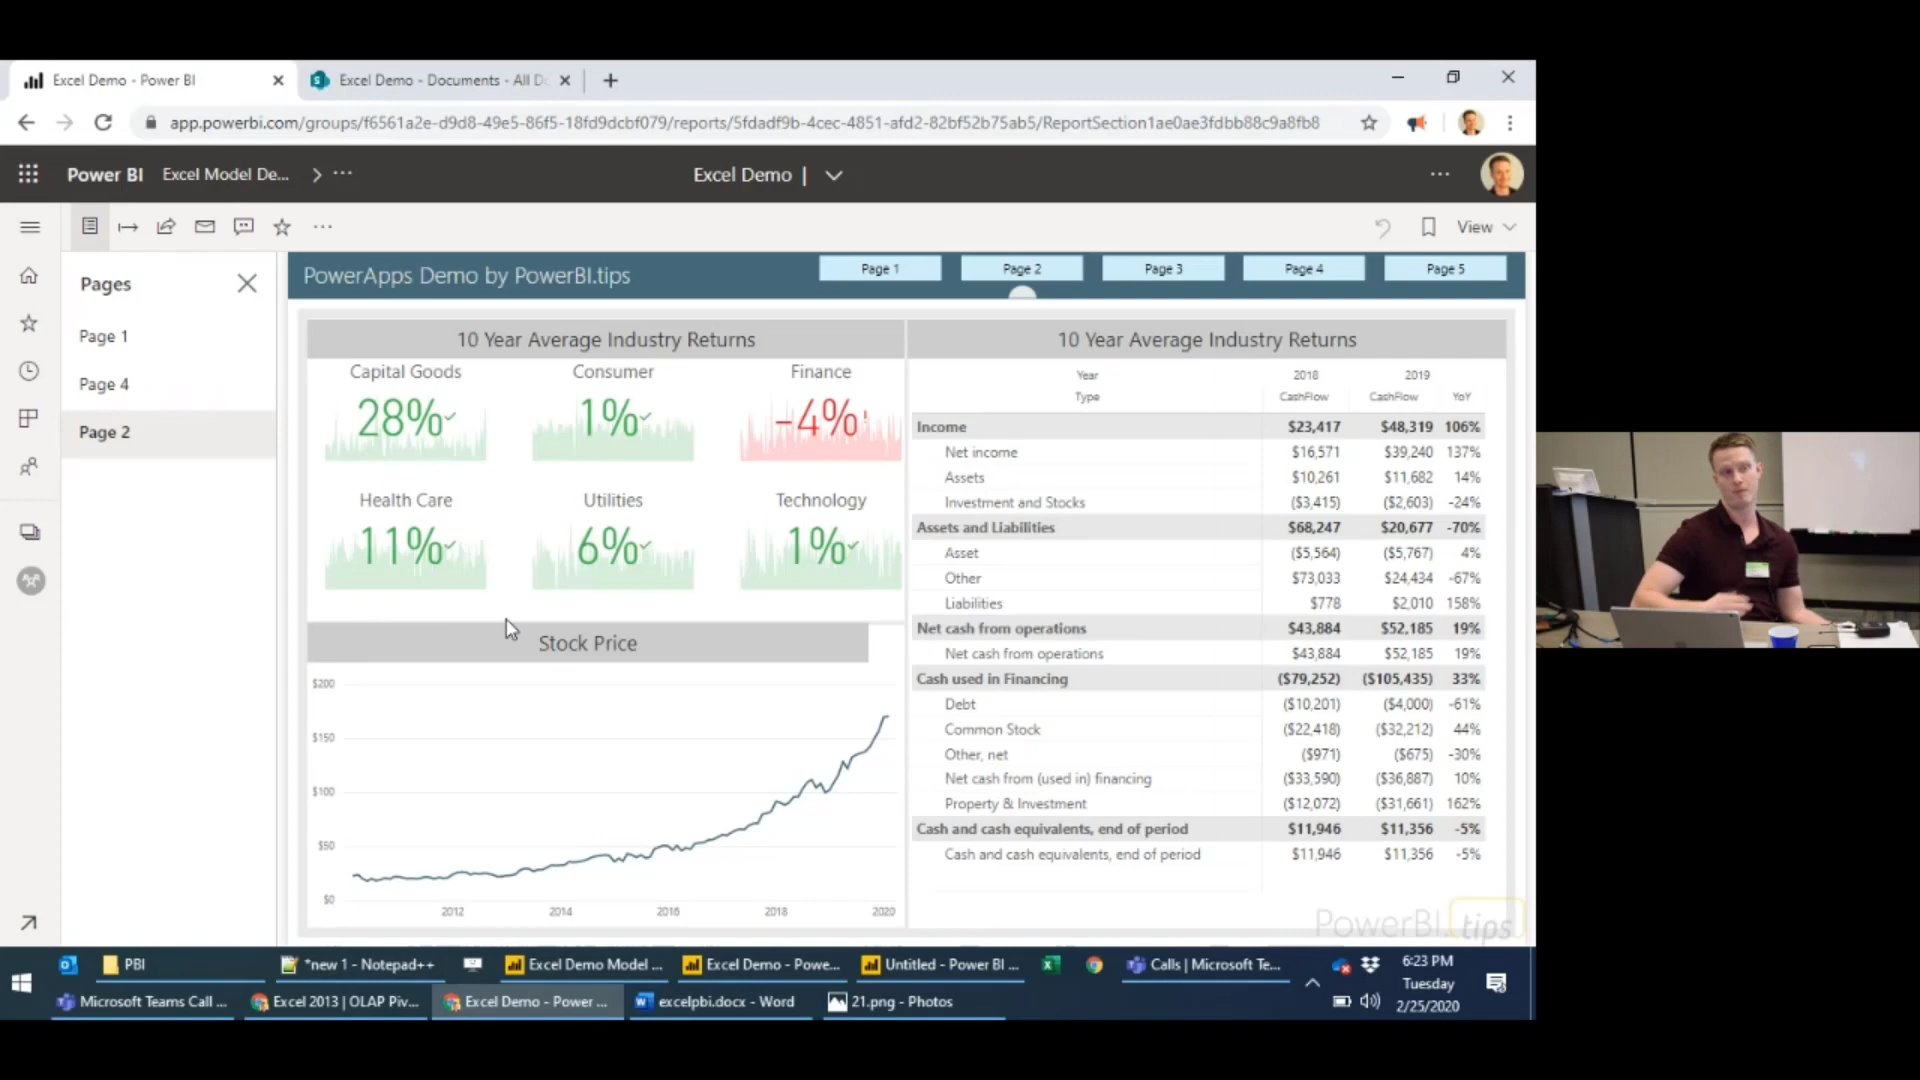 Excel Demo - Power BI
Excel Demo - Documents - All Do
app.powerbi.com/groups/f6561a2e-d9d8-49e5-86f5-18fd9dcbf079/reports/5fdadf9b-4cec-4851-afd2-82bf52b75ab5/ReportSection1ae0ae3fdbb88c9a8fb8
Power BI Excel Model De... > ...
Excel Demo |
View
Pages
Page 1
Page 4
Page 2
PowerApps Demo by PowerBI.tips
Page 1 Page 2 Page 3 Page 4 Page 5
10 Year Average Industry Returns
Capital Goods Consumer Finance
28% 1% -4%!
Health Care Utilities Technology
11% 6% 1%
Stock Price
$200
$150
$100
$50
$0
2012 2014 2016 2018 2020
10 Year Average Industry Returns
Year 2018 2019
Type CashFlow CashFlow YoY
Income $23,417 $48,319 106%
Net income $16,571 $39,240 137%
Assets $10,261 $11,682 14%
Investment and Stocks ($3,415) ($2,603) -24%
Assets and Liabilities $68,247 $20,677 -70%
Asset ($5,564) ($5,767) 4%
Other $73,033 $24,434 -67%
Liabilities $778 $2,010 158%
Net cash from operations $43,884 $52,185 19%
Net cash from operations $43,884 $52,185 19%
Cash used in Financing ($79,252) ($105,435) 33%
Debt ($10,201) ($4,000) -61%
Common Stock ($22,418) ($32,212) 44%
Other, net ($971) ($675) -30%
Net cash from (used in) financing ($33,590) ($36,887) 10%
Property & Investment ($12,072) ($31,661) 162%
Cash and cash equivalents, end of period $11,946 $11,356 -5%
Cash and cash equivalents, end of period $11,946 $11,356 -5%
PowerBI.tips
PBI
*new 1 - Notepad++
Excel Demo Model ...
Excel Demo - Powe...
Untitled - Power BI ...
Calls | Microsoft Te...
Microsoft Teams Call ...
Excel 2013 | OLAP Piv...
Excel Demo - Power ...
excelpbi.docx - Word
21.png - Photos
6:23 PM
Tuesday
2/25/2020